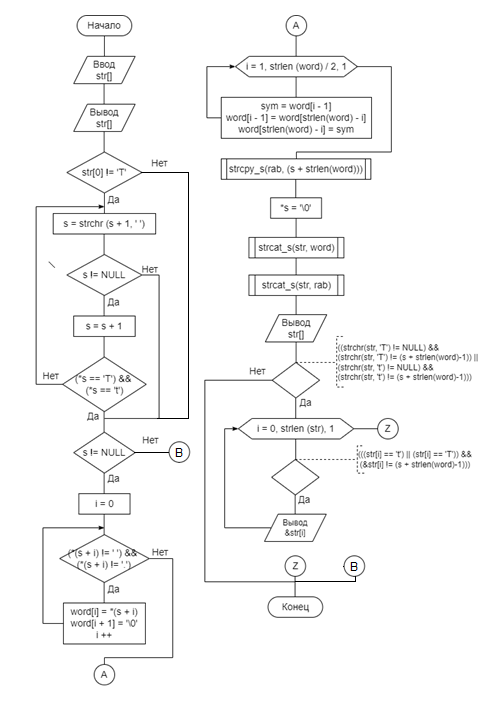 Начало
Ввод
str[]
Вывод
str[]
str[0] != 'T'
Нет
Да
s = strchr (s + 1, ' ')
s != NULL
Нет
Да
s = s + 1
Нет
(*s == 'T') &&
(*s == 't')
Да
s != NULL
Нет
B
Да
i = 0
(*(s + i) != ' ') &&
(*(s + i) != '.')
Нет
Да
word[i] = *(s + i)
word[i + 1] = '\0'
i ++
A
A
i = 1, strlen (word) / 2, 1
sym = word[i - 1]
word[i - 1] = word[strlen(word) - i]
word[strlen(word) - i] = sym
strcpy_s(rab, (s + strlen(word)))
*s = '\0'
strcat_s(str, word)
strcat_s(str, rab)
Вывод
str[]
((strchr(str, 'T') != NULL) &&
(strchr(str, 'T') != (s + strlen(word)-1)) ||
(strchr(str, 't') != NULL) &&
(strchr(str, 't') != (s + strlen(word)-1)))
Нет
Да
i = 0, strlen (str), 1
Z
(((str[i] == 't') || (str[i] == 'T')) &&
(&str[i] != (s + strlen(word)-1)))
Да
Вывод
&str[i]
Z
B
Конец